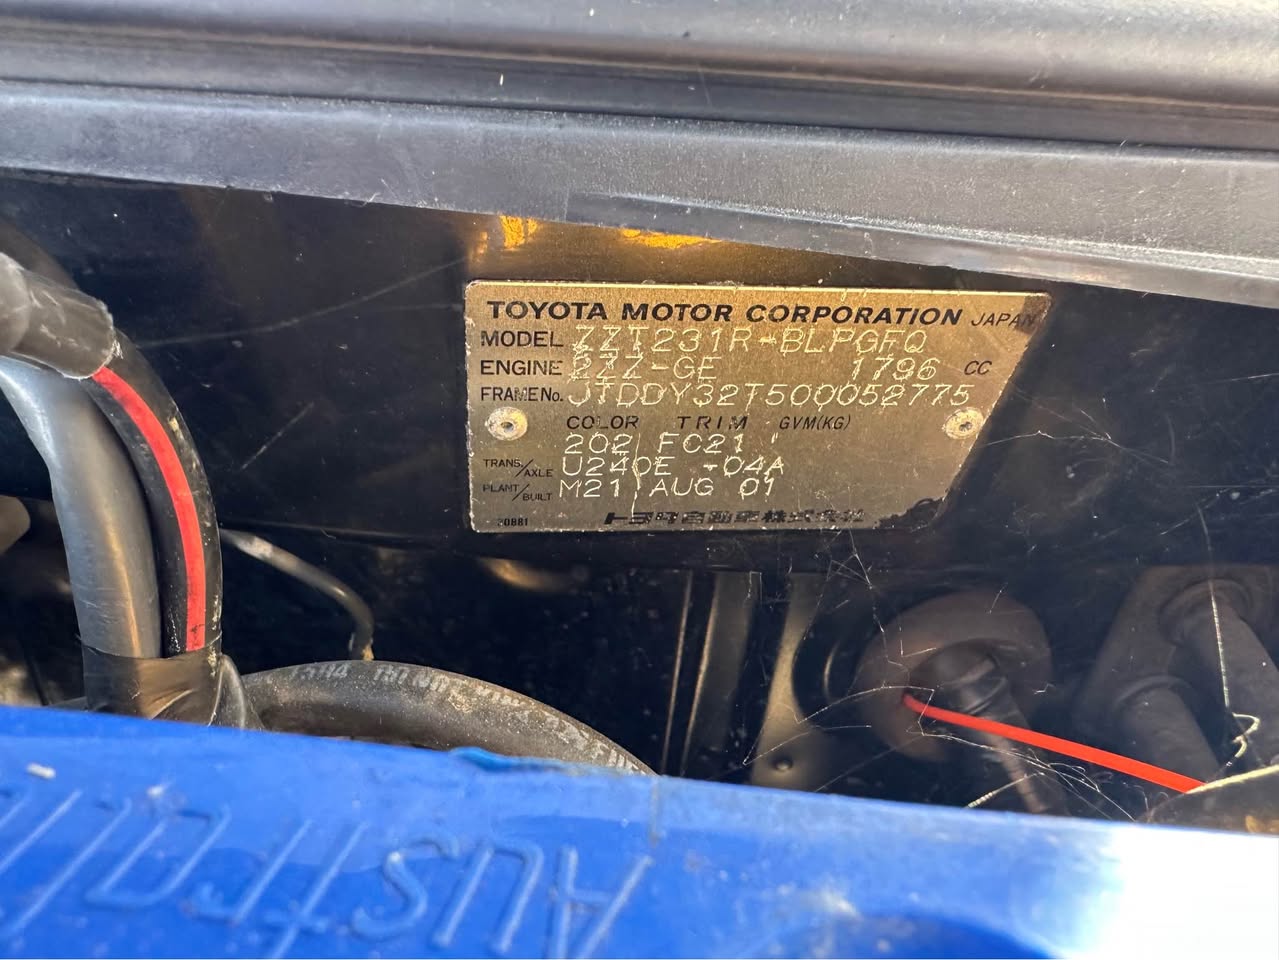 TOYOTA MOTOR CORPORATION JAPAN
MODEL ZZT231R-BLPGFQ
ENGINE 2ZZ-GE 1796 CC
FRAME No. JTDDY32T500052775
COLOR TRIM GVM(KG)
202 FC21
TRANS./AXLE U240E -04A
PLANT/BUILT M21 AUG 01
トヨタ自動車株式会社